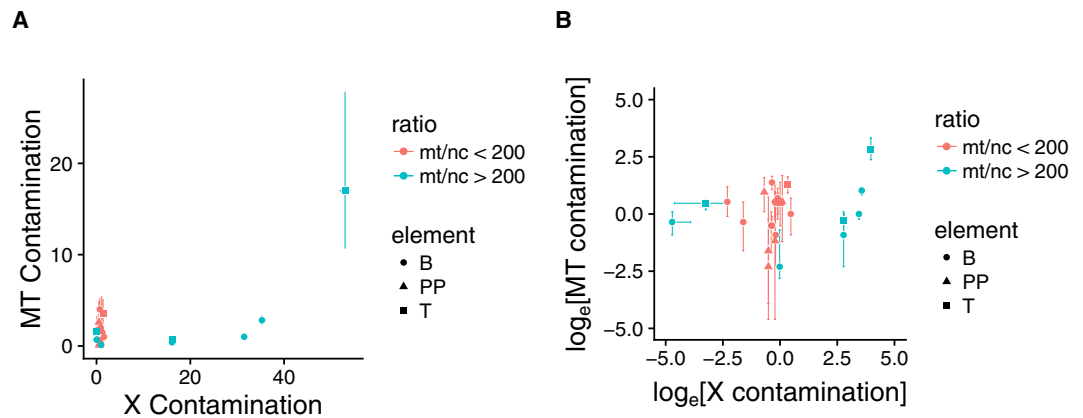 A
MT Contamination
20
10
0
0
20
40
X Contamination
ratio
mt/nc < 200
mt/nc > 200
element
B
PP
T
B
logₑ[MT contamination]
5.0
2.5
0.0
−2.5
−5.0
−5.0
−2.5
0.0
2.5
5.0
logₑ[X contamination]
ratio
mt/nc < 200
mt/nc > 200
element
B
PP
T